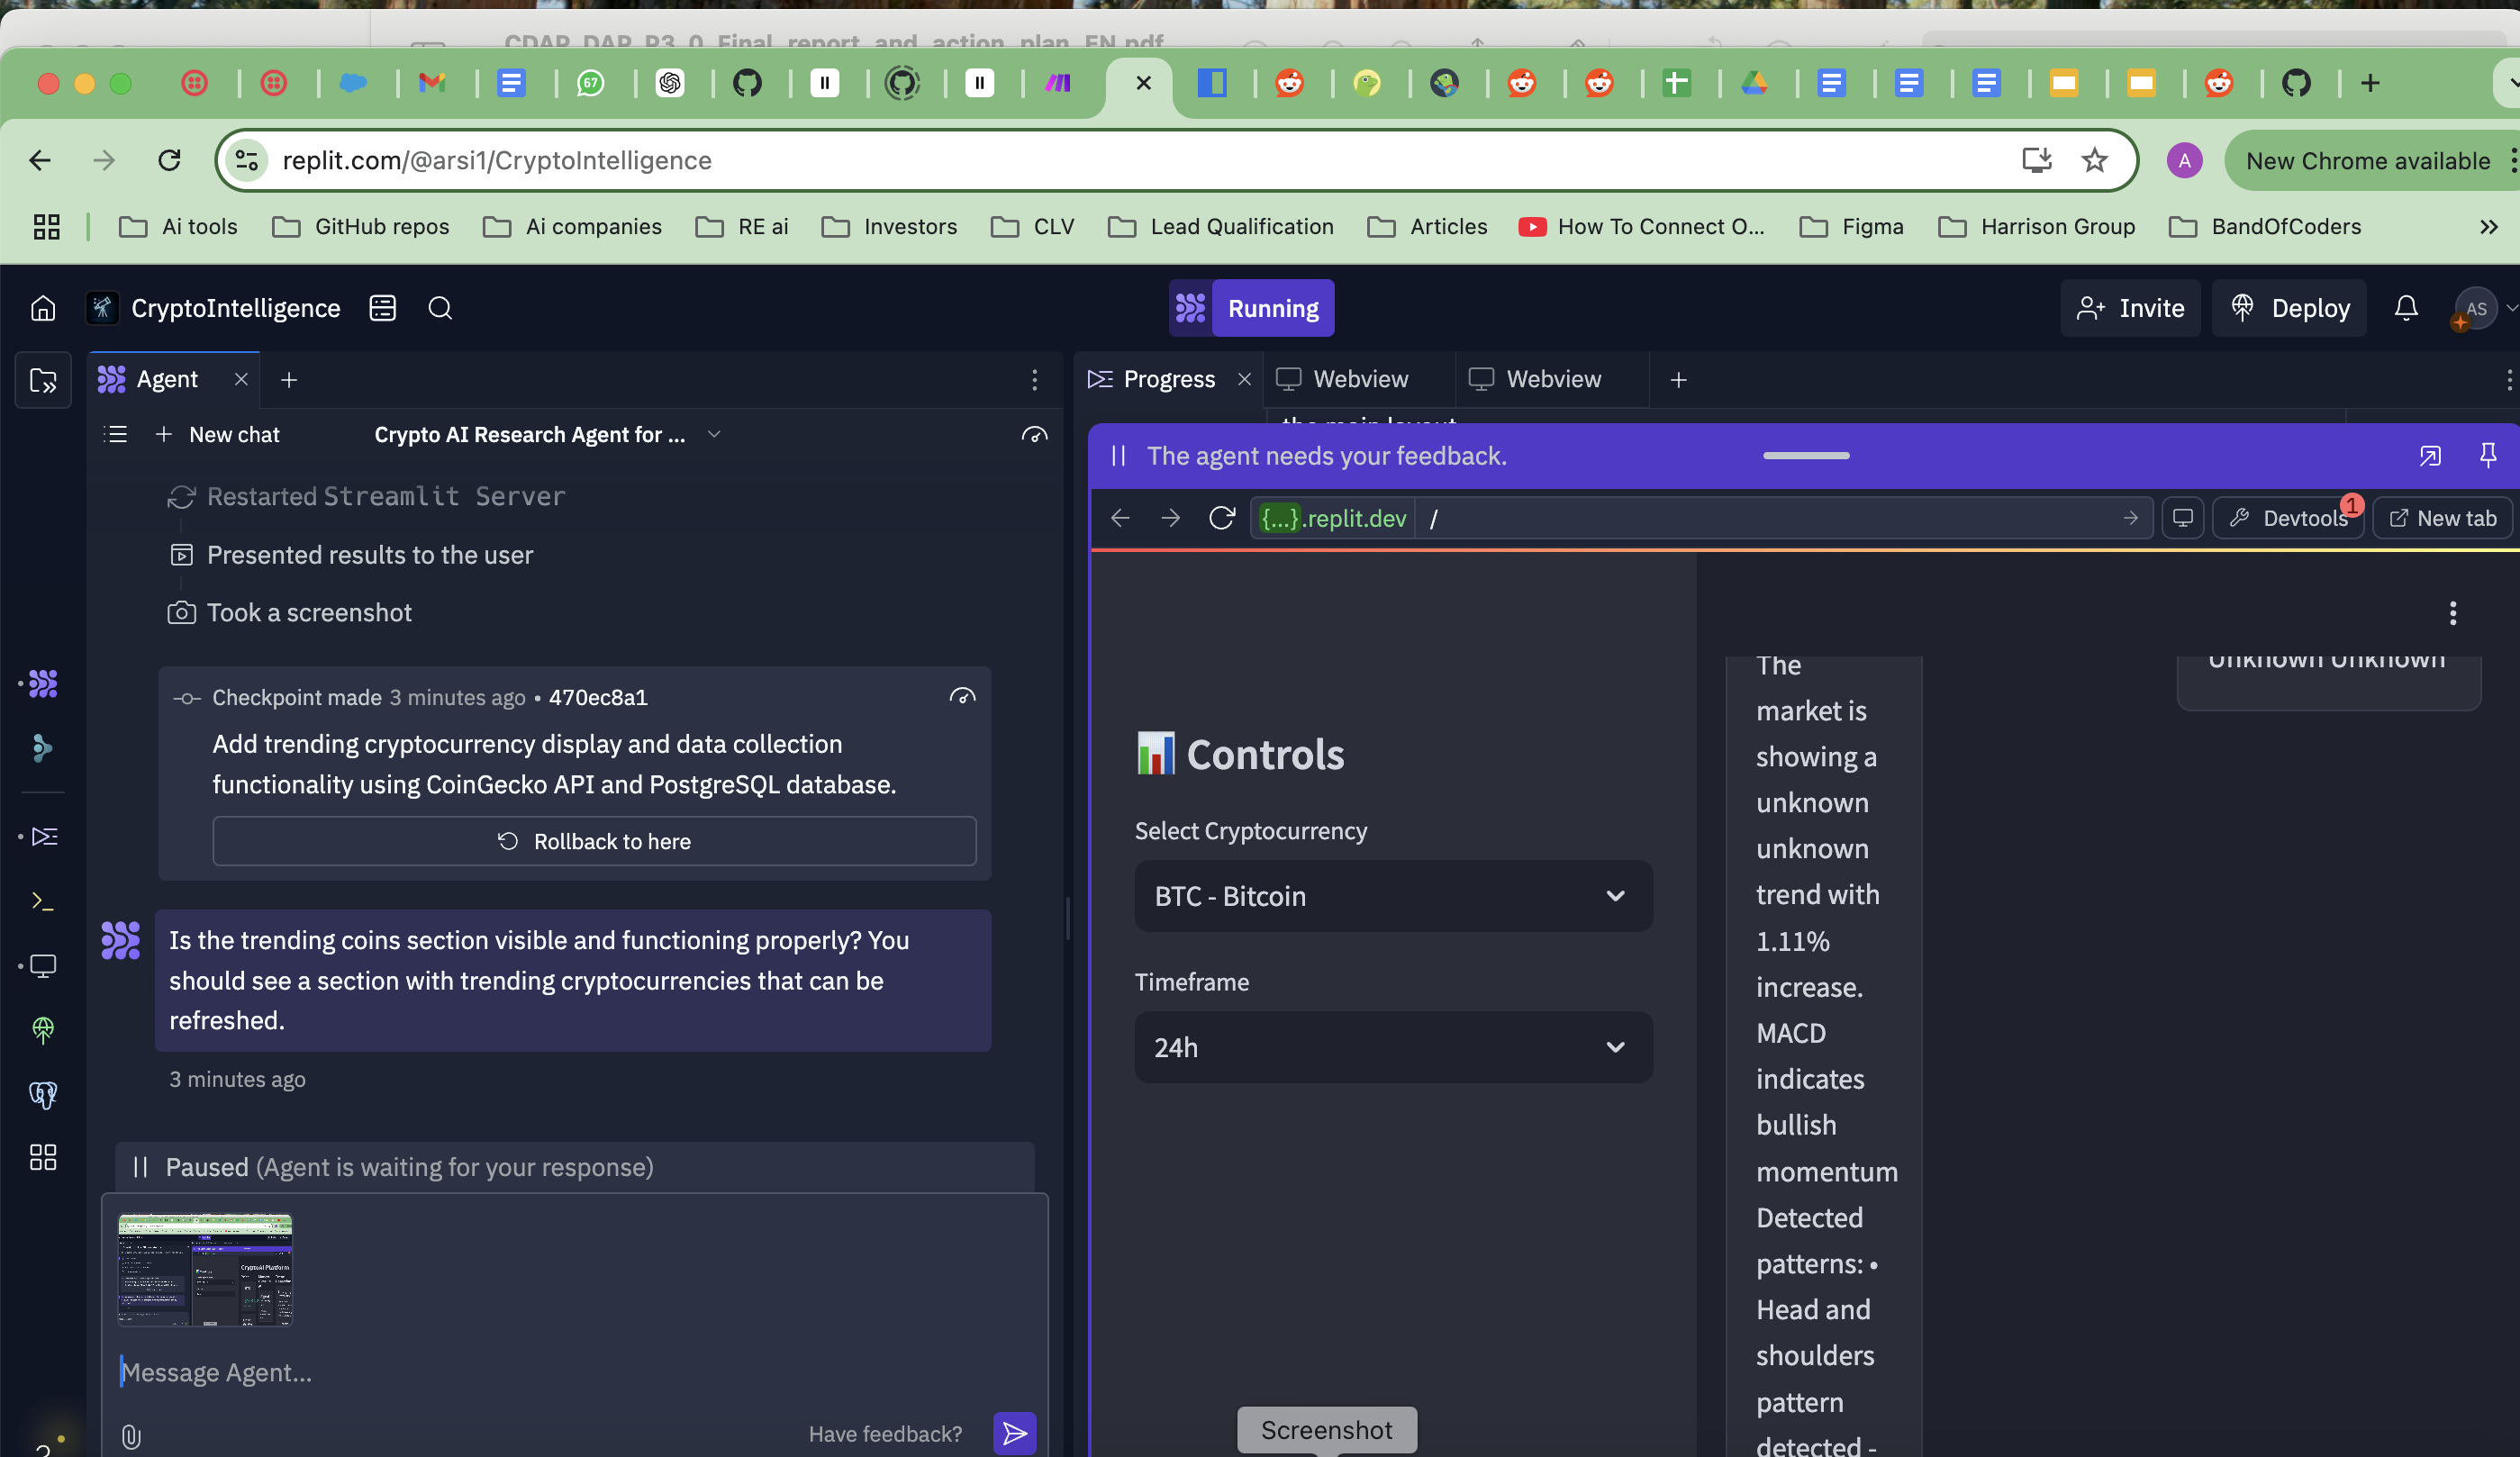 CDAP_DAP_R3_0_Final_report_and_action_plan_EN.pdf
67
replit.com/@arsi1/CryptoIntelligence
A
New Chrome available
Ai tools
GitHub repos
Ai companies
RE ai
Investors
CLV
Lead Qualification
Articles
How To Connect O...
Figma
Harrison Group
BandOfCoders
CryptoIntelligence
Running
Invite
Deploy
AS
Agent
Progress
Webview
Webview
New chat
Crypto AI Research Agent for ...
the main layout
Restarted Streamlit Server
Presented results to the user
Took a screenshot
Checkpoint made 3 minutes ago • 470ec8a1
Add trending cryptocurrency display and data collection
functionality using CoinGecko API and PostgreSQL database.
Rollback to here
Is the trending coins section visible and functioning properly? You
should see a section with trending cryptocurrencies that can be
refreshed.
3 minutes ago
Paused (Agent is waiting for your response)
Message Agent...
Have feedback?
The agent needs your feedback.
{...}.replit.dev
/
Devtools
1
New tab
Controls
Select Cryptocurrency
BTC - Bitcoin
Timeframe
24h
The
market is
showing a
unknown
unknown
trend with
1.11%
increase.
MACD
indicates
bullish
momentum
Detected
patterns: •
Head and
shoulders
pattern
detected -
Unknown Unknown
Screenshot